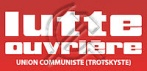 lutte
ouvrière
UNION COMMUNISTE (TROTSKYSTE)